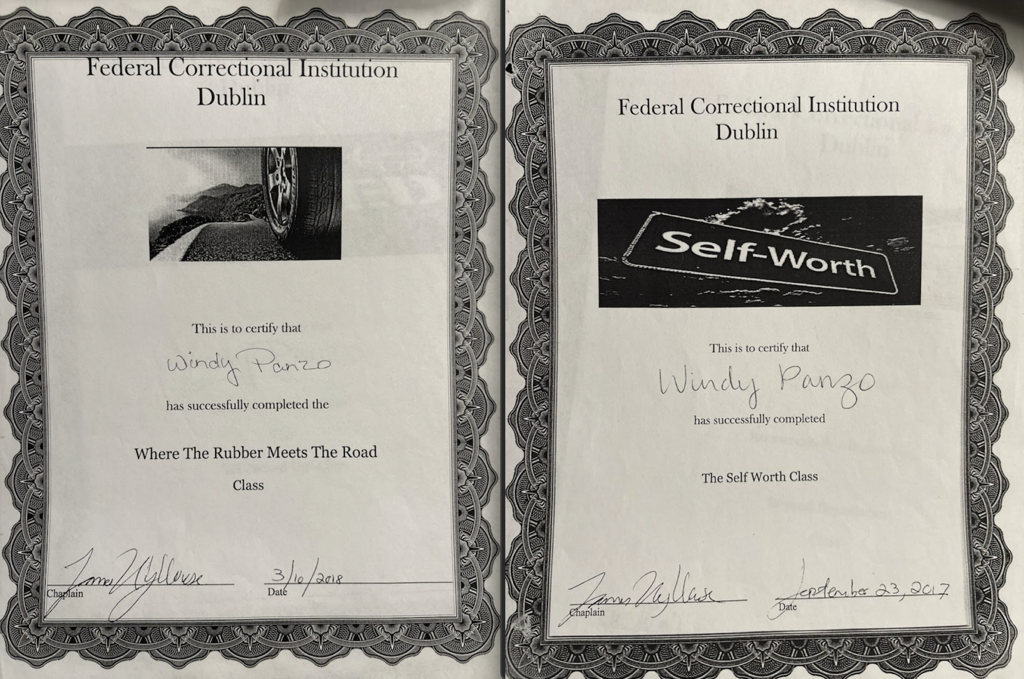 Federal Correctional Institution
Dublin
This is to certify that
Windy Panzo
has successfully completed the
Where The Rubber Meets The Road
Class
3/10/2018
Chaplain
Date
Federal Correctional Institution
Dublin
Self-Worth
This is to certify that
Windy Panzo
has successfully completed
The Self Worth Class
September 23, 2017
Chaplain
Date